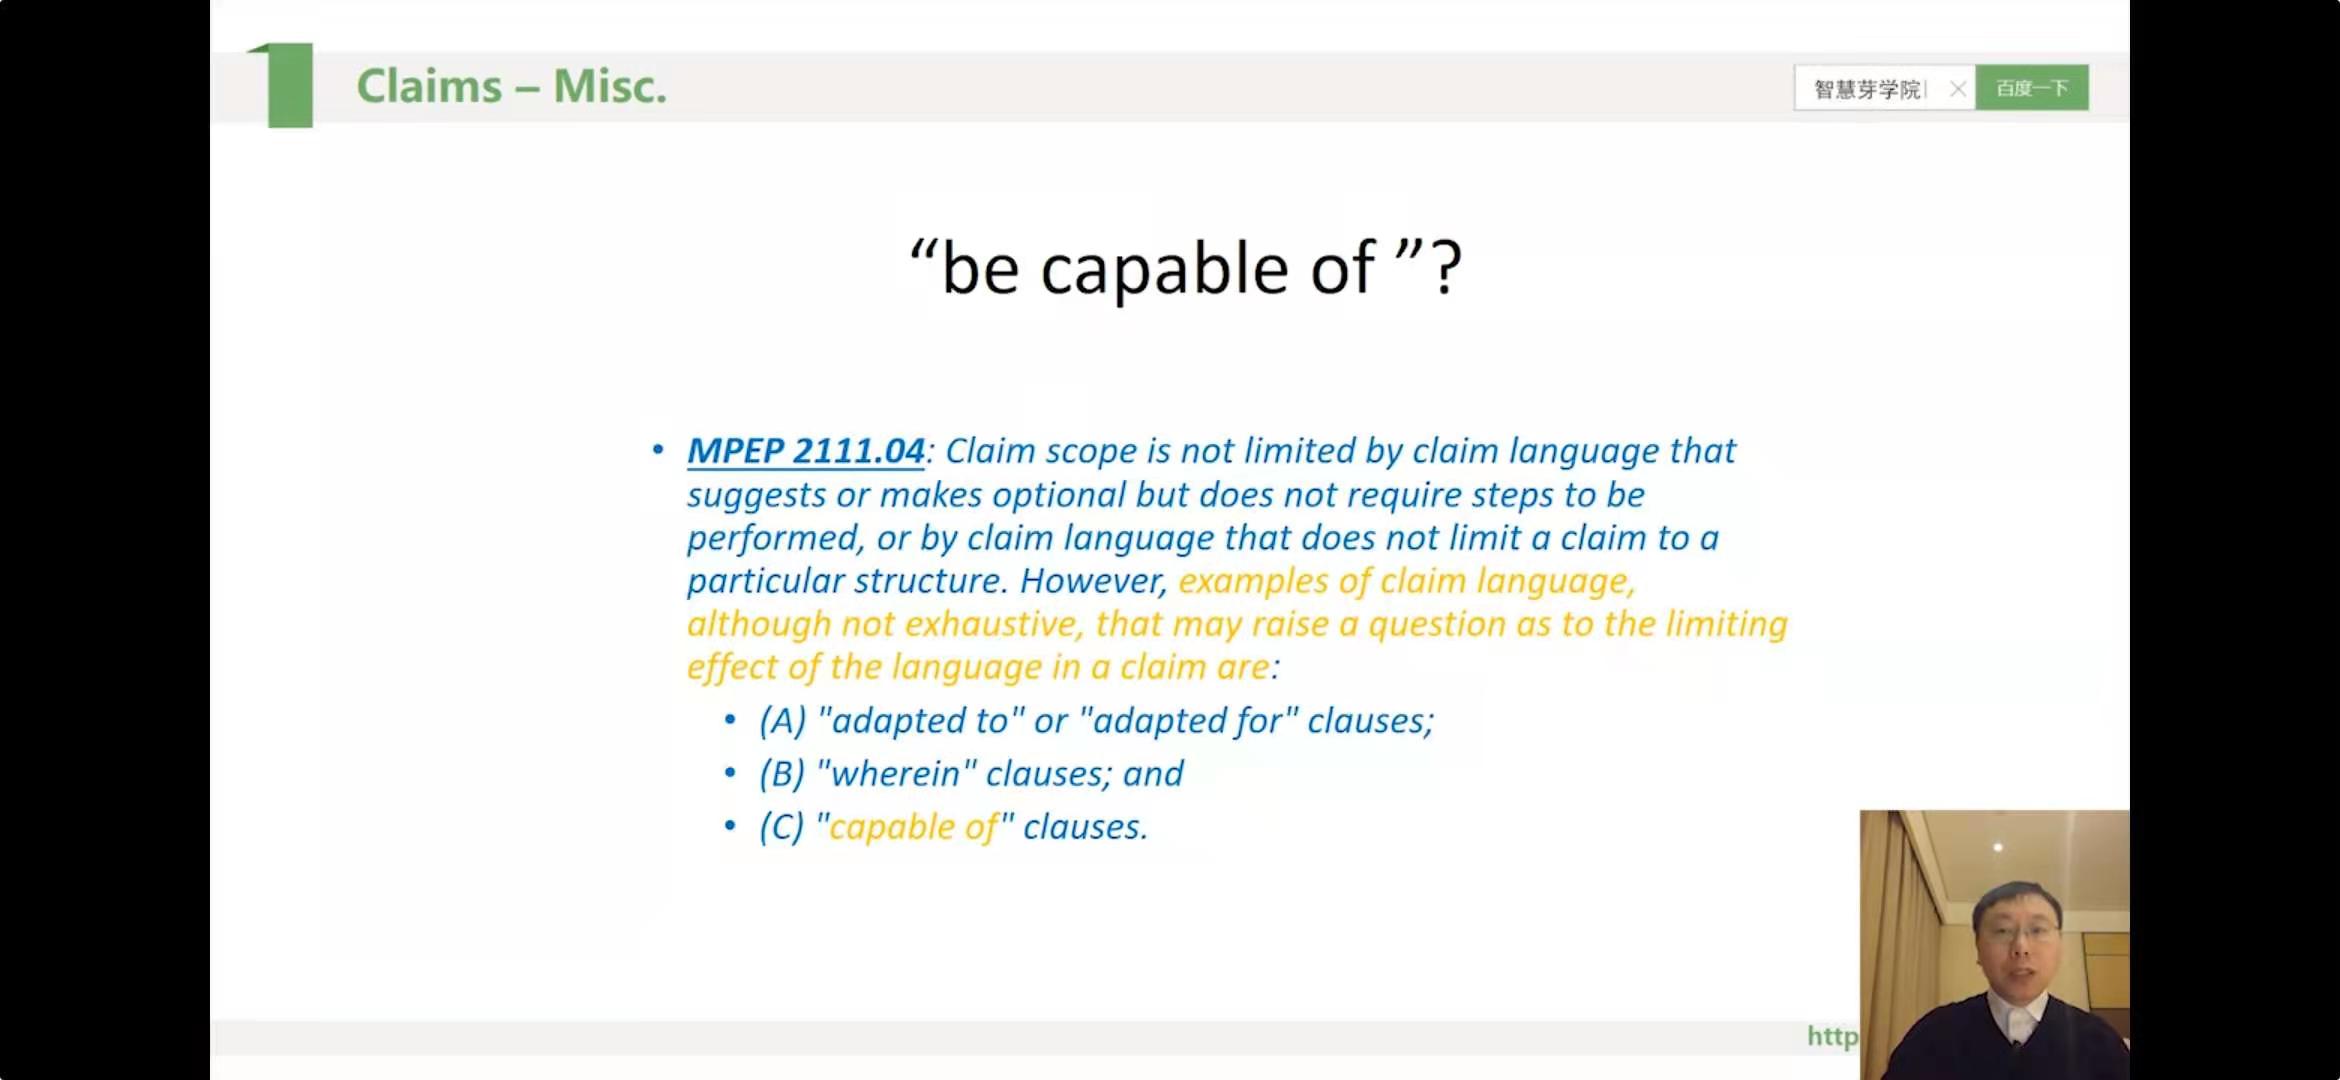 Claims – Misc.
智慧芽学院
百度一下
“be capable of ”?
• MPEP 2111.04: Claim scope is not limited by claim language that
suggests or makes optional but does not require steps to be
performed, or by claim language that does not limit a claim to a
particular structure. However, examples of claim language,
although not exhaustive, that may raise a question as to the limiting
effect of the language in a claim are:
• (A) "adapted to" or "adapted for" clauses;
• (B) "wherein" clauses; and
• (C) "capable of" clauses.
http